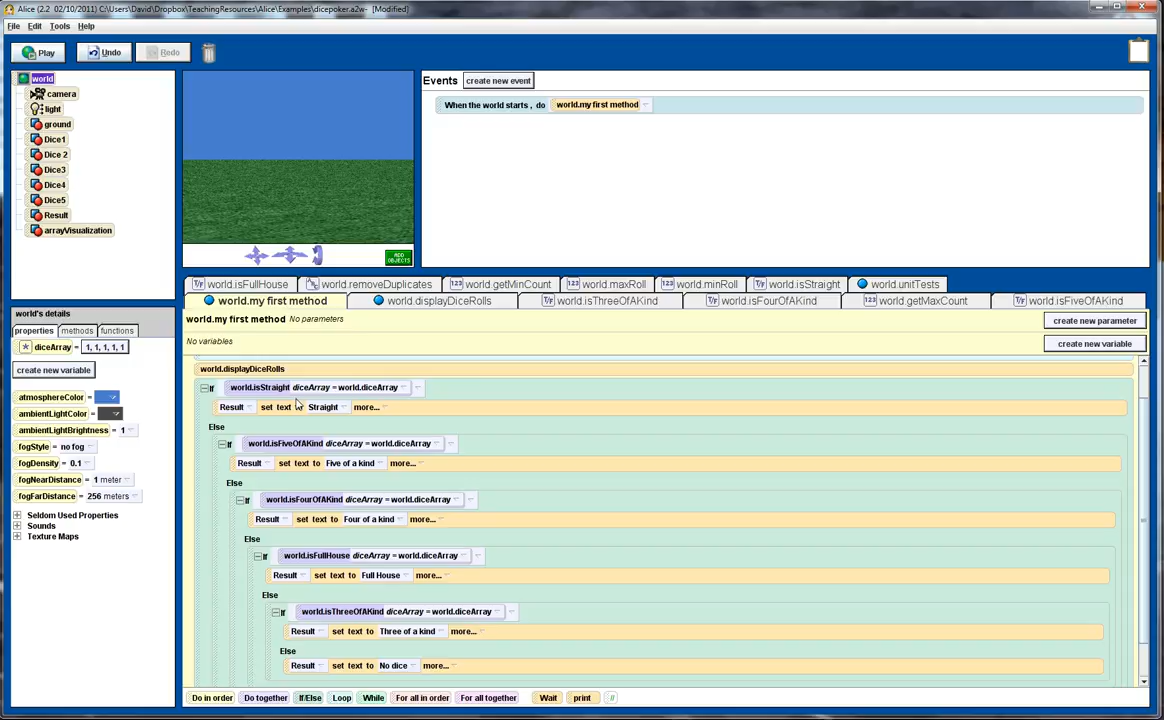 Alice (2.2 02/10/2011) C:\Users\David\Dropbox\TeachingResources\Alice\Examples\dicepoker.a2w- [Modified]
File Edit Tools Help
Play Undo Redo
world
camera
light
ground
Dice1
Dice 2
Dice3
Dice4
Dice5
Result
arrayVisualization
ADD OBJECTS
Events create new event
When the world starts , do world.my first method
world's details
properties methods functions
diceArray = 1, 1, 1, 1, 1
create new variable
atmosphereColor =
ambientLightColor =
ambientLightBrightness = 1
fogStyle = no fog
fogDensity = 0.1
fogNearDistance = 1 meter
fogFarDistance = 256 meters
Seldom Used Properties
Sounds
Texture Maps
world.isFullHouse world.removeDuplicates world.getMinCount world.maxRoll world.minRoll world.isStraight world.unitTests
world.my first method world.displayDiceRolls world.isThreeOfAKind world.isFourOfAKind world.getMaxCount world.isFiveOfAKind
world.my first method No parameters create new parameter
No variables create new variable
world.displayDiceRolls
If world.isStraight diceArray = world.diceArray
Result set text to Straight more...
Else
If world.isFiveOfAKind diceArray = world.diceArray
Result set text to Five of a kind more...
Else
If world.isFourOfAKind diceArray = world.diceArray
Result set text to Four of a kind more...
Else
If world.isFullHouse diceArray = world.diceArray
Result set text to Full House more...
Else
If world.isThreeOfAKind diceArray = world.diceArray
Result set text to Three of a kind more...
Else
Result set text to No dice more...
Do in order Do together If/Else Loop While For all in order For all together Wait print //